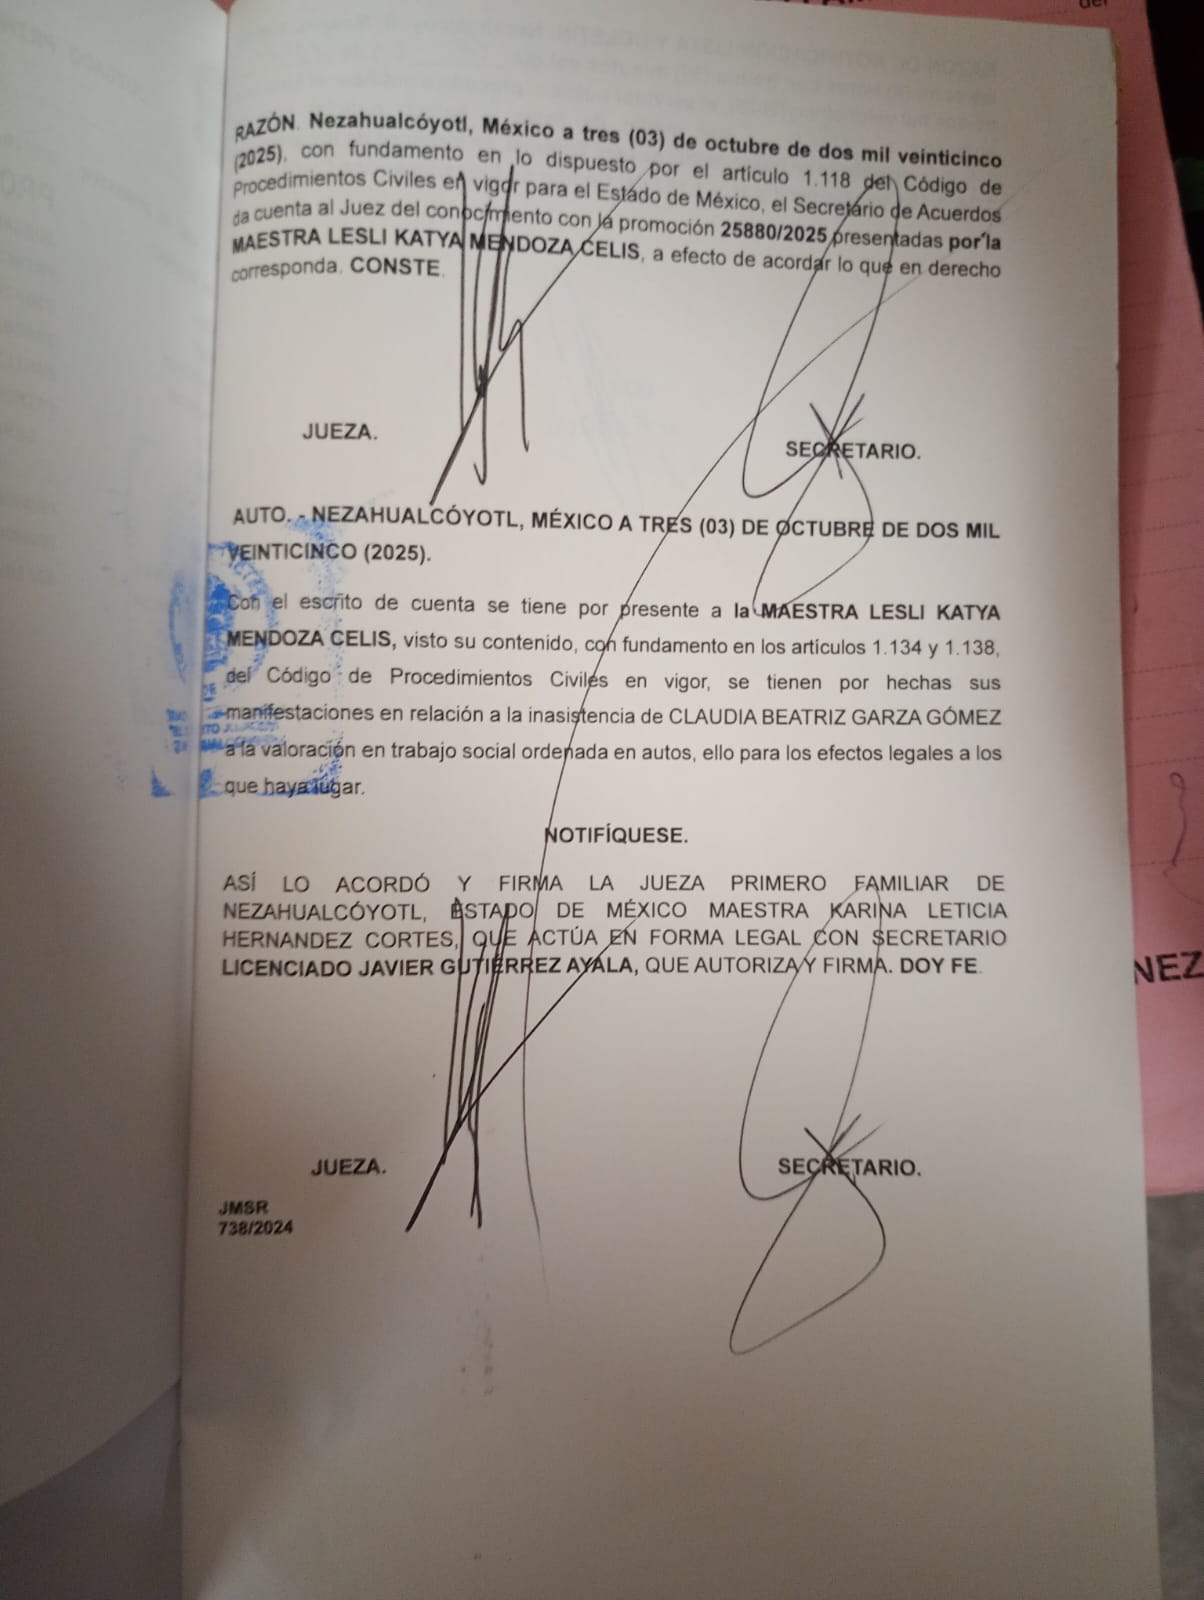 RAZÓN. Nezahualcóyotl, México a tres (03) de octubre de dos mil veinticinco
(2025), con fundamento en lo dispuesto por el artículo 1.118 del Código de
Procedimientos Civiles en vigor para el Estado de México, el Secretario de Acuerdos
da cuenta al Juez del conocimiento con la promoción 25880/2025 presentadas por la
MAESTRA LESLI KATYA MENDOZA CELIS, a efecto de acordar lo que en derecho
corresponda. CONSTE.
JUEZA.
SECRETARIO.
AUTO. - NEZAHUALCÓYOTL, MÉXICO A TRES (03) DE OCTUBRE DE DOS MIL
VEINTICINCO (2025).
Con el escrito de cuenta se tiene por presente a la MAESTRA LESLI KATYA
MENDOZA CELIS, visto su contenido, con fundamento en los artículos 1.134 y 1.138,
del Código de Procedimientos Civiles en vigor, se tienen por hechas sus
manifestaciones en relación a la inasistencia de CLAUDIA BEATRIZ GARZA GÓMEZ
a la valoración en trabajo social ordenada en autos, ello para los efectos legales a los
que haya lugar.
NOTIFÍQUESE.
ASÍ LO ACORDÓ Y FIRMA LA JUEZA PRIMERO FAMILIAR DE
NEZAHUALCÓYOTL, ESTADO DE MÉXICO MAESTRA KARINA LETICIA
HERNANDEZ CORTES, QUE ACTÚA EN FORMA LEGAL CON SECRETARIO
LICENCIADO JAVIER GUTIÉRREZ AYALA, QUE AUTORIZA Y FIRMA. DOY FE.
JUEZA.
SECRETARIO.
JMSR
738/2024
NEZ